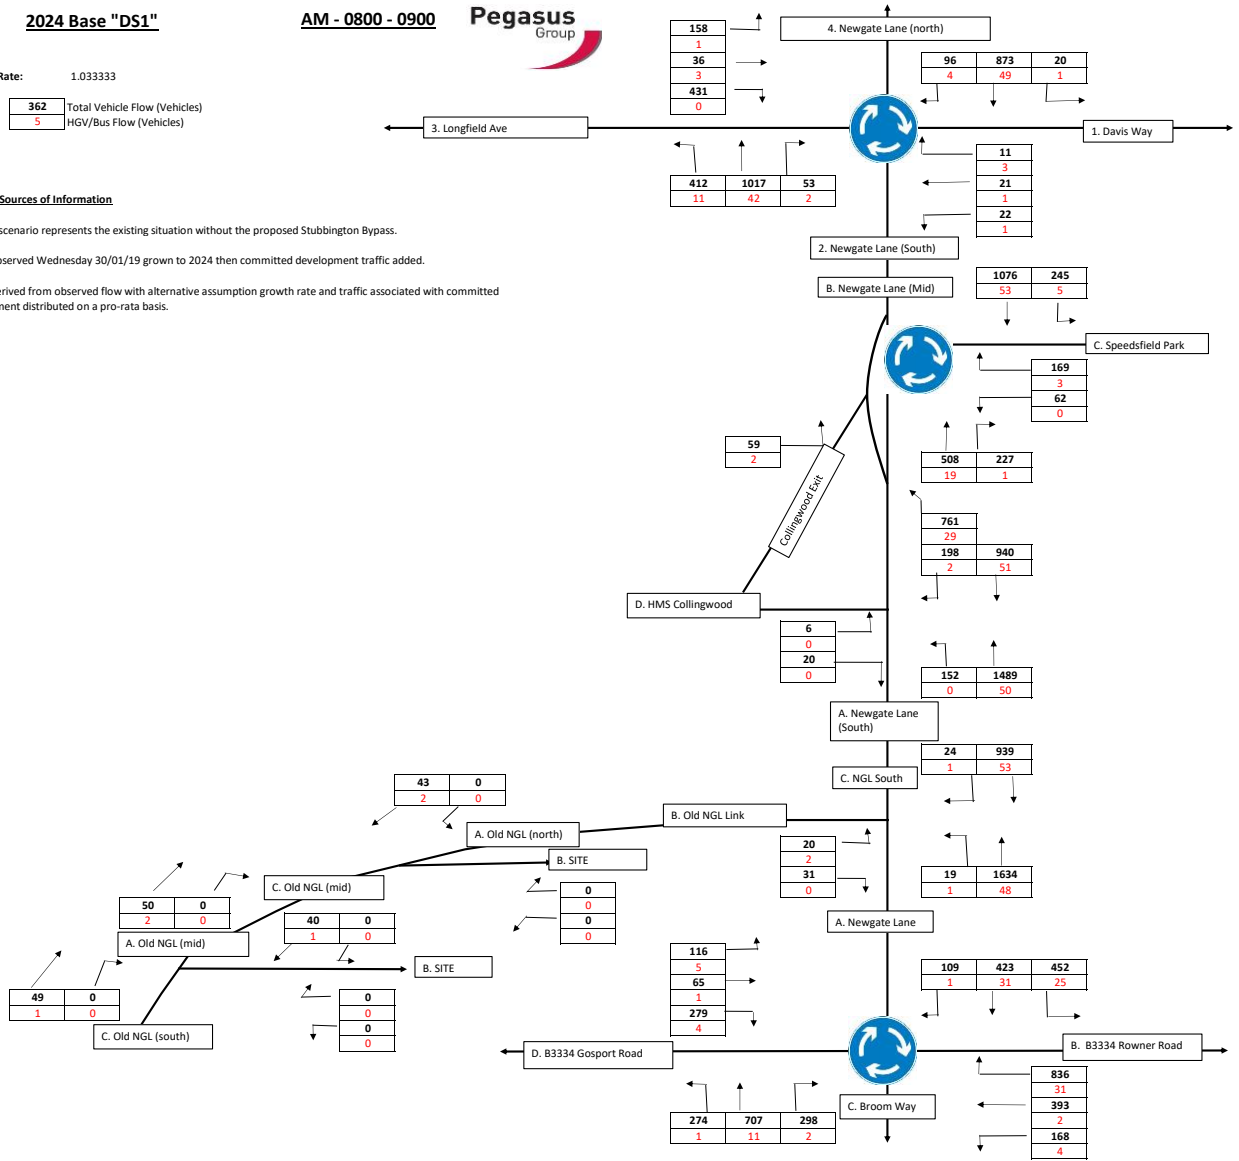 2024 Base "DS1"
AM - 0800 - 0900
Pegasus
Group
Rate: 1.033333
362 Total Vehicle Flow (Vehicles)
5 HGV/Bus Flow (Vehicles)
Sources of Information
scenario represents the existing situation without the proposed Stubbington Bypass.
observed Wednesday 30/01/19 grown to 2024 then committed development traffic added.
erived from observed flow with alternative assumption growth rate and traffic associated with committed
ment distributed on a pro-rata basis.
158
1
36
3
431
0
4. Newgate Lane (north)
96 873 20
4 49 1
3. Longfield Ave
1. Davis Way
412 1017 53
11 42 2
11
3
21
1
22
1
2. Newgate Lane (South)
B. Newgate Lane (Mid)
1076 245
53 5
C. Speedsfield Park
169
3
62
0
59
2
508 227
19 1
Collingwood Exit
761
29
198 940
2 51
D. HMS Collingwood
6
0
20
0
152 1489
0 50
A. Newgate Lane
(South)
24 939
1 53
C. NGL South
43 0
2 0
B. Old NGL Link
A. Old NGL (north)
20
2
31
0
B. SITE
19 1634
1 48
C. Old NGL (mid)
0
0
0
0
50 0
2 0
40 0
1 0
A. Newgate Lane
A. Old NGL (mid)
B. SITE
116
5
65
1
279
4
109 423 452
1 31 25
49 0
1 0
0
0
0
0
C. Old NGL (south)
D. B3334 Gosport Road
B. B3334 Rowner Road
836
31
393
2
168
4
C. Broom Way
274 707 298
1 11 2